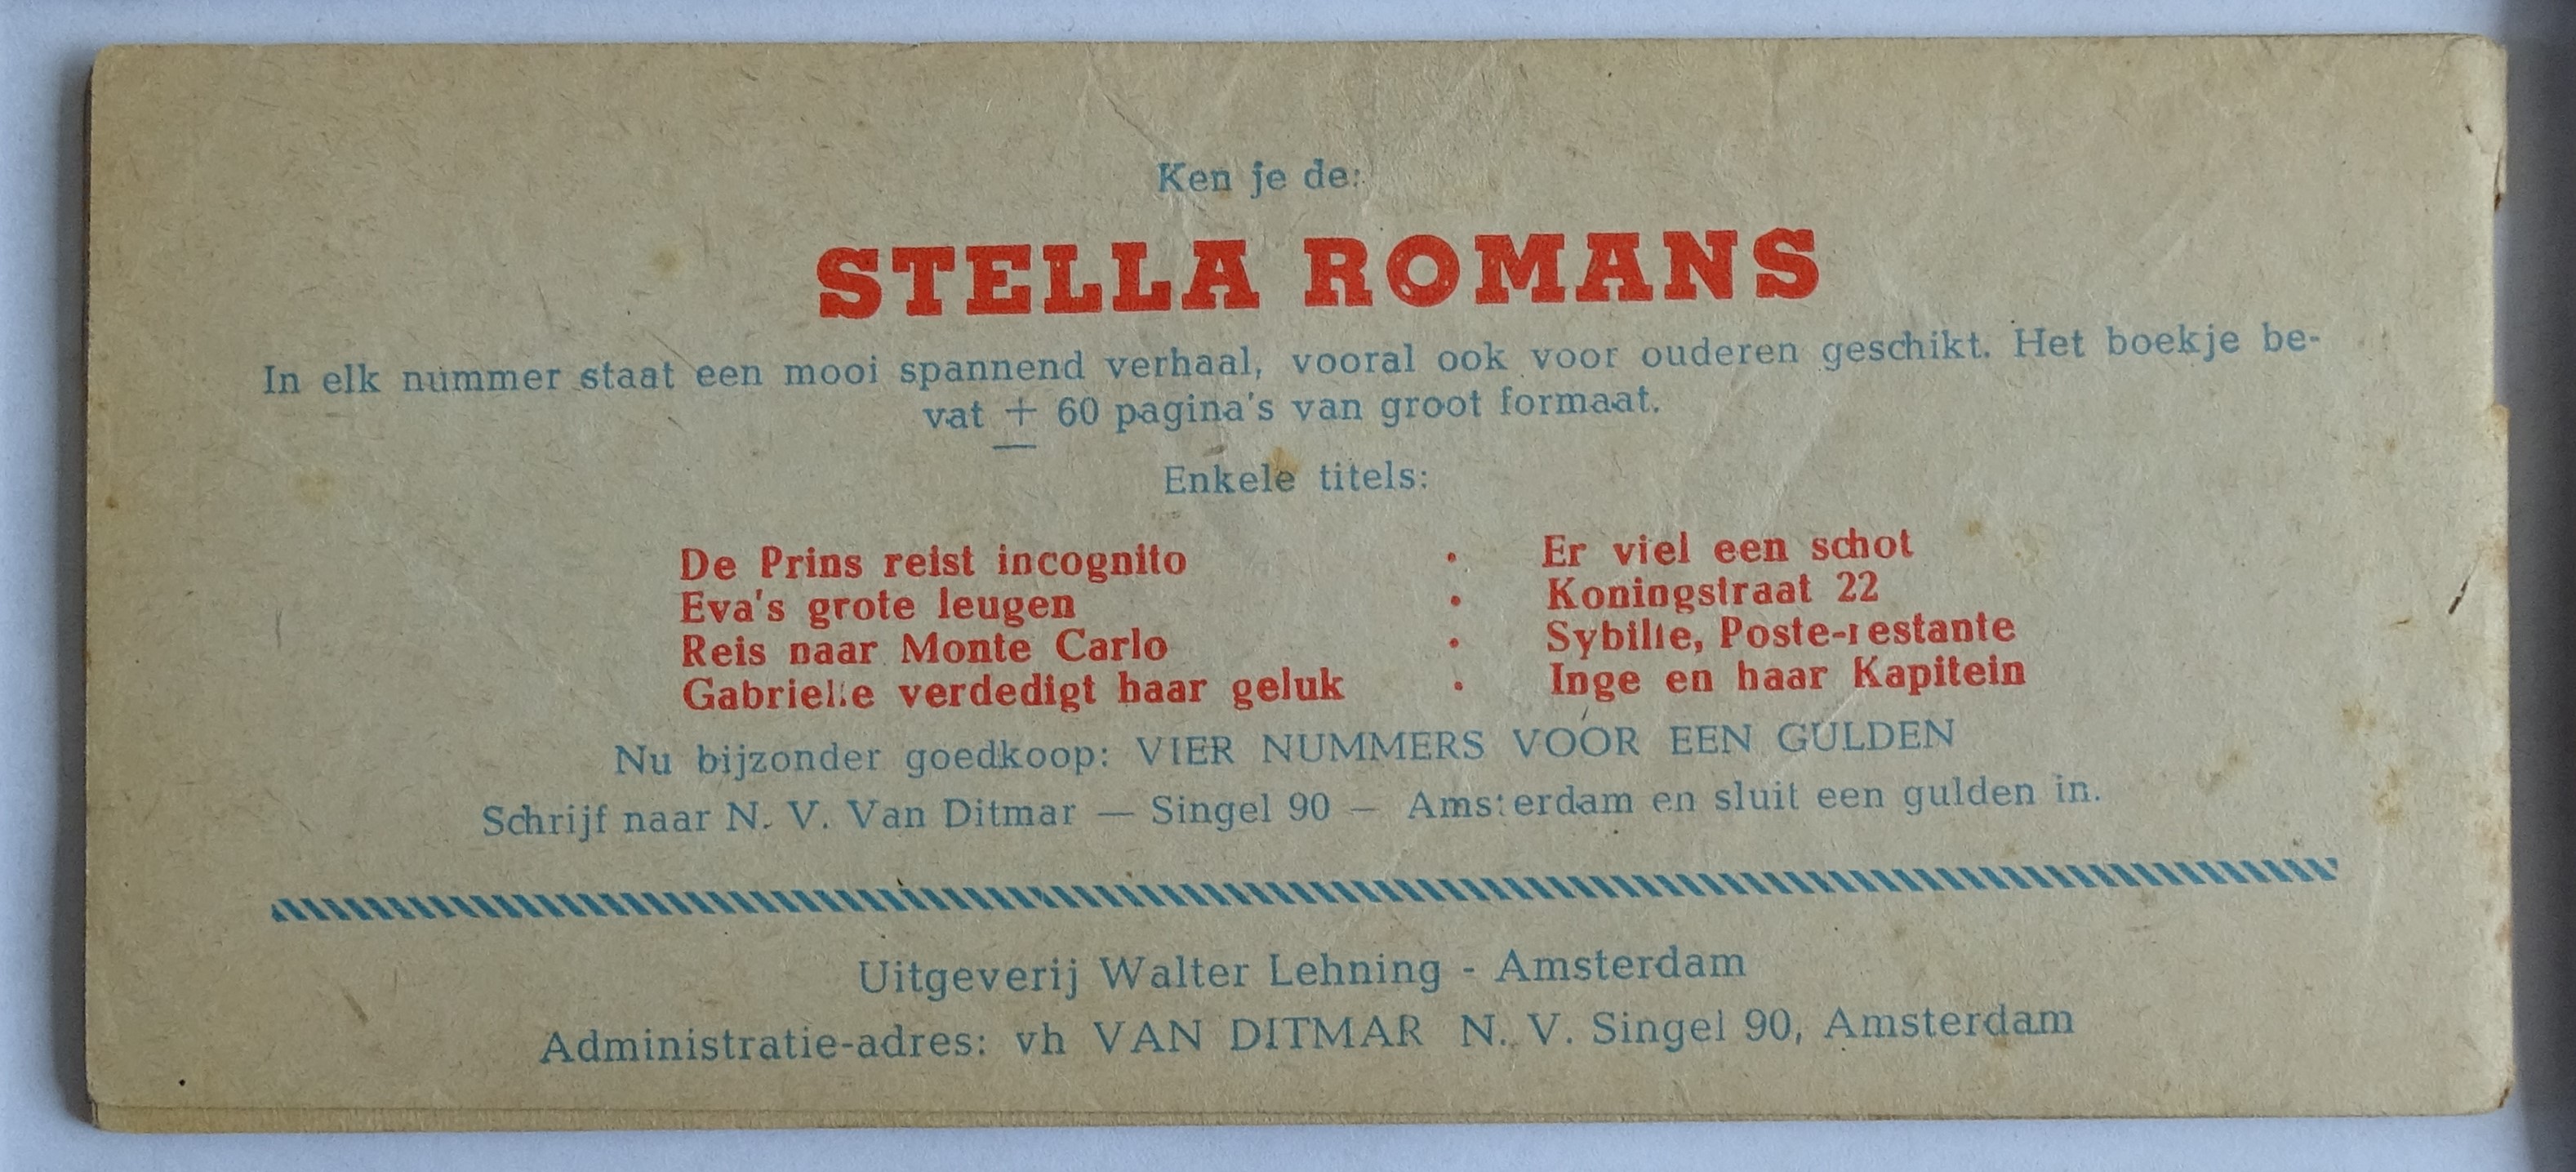 Ken je de:
STELLA ROMANS
In elk nummer staat een mooi spannend verhaal, vooral ook voor ouderen geschikt. Het boekje be-
vat ± 60 pagina's van groot formaat.
Enkele titels:
De Prins reist incognito . Er viel een schot
Eva's grote leugen . Koningstraat 22
Reis naar Monte Carlo . Sybille, Poste-restante
Gabrielle verdedigt haar geluk . Inge en haar Kapitein
Nu bijzonder goedkoop: VIER NUMMERS VOOR EEN GULDEN
Schrijf naar N. V. Van Ditmar — Singel 90 — Amsterdam en sluit een gulden in.
Uitgeverij Walter Lehning - Amsterdam
Administratie-adres: vh VAN DITMAR N. V. Singel 90, Amsterdam